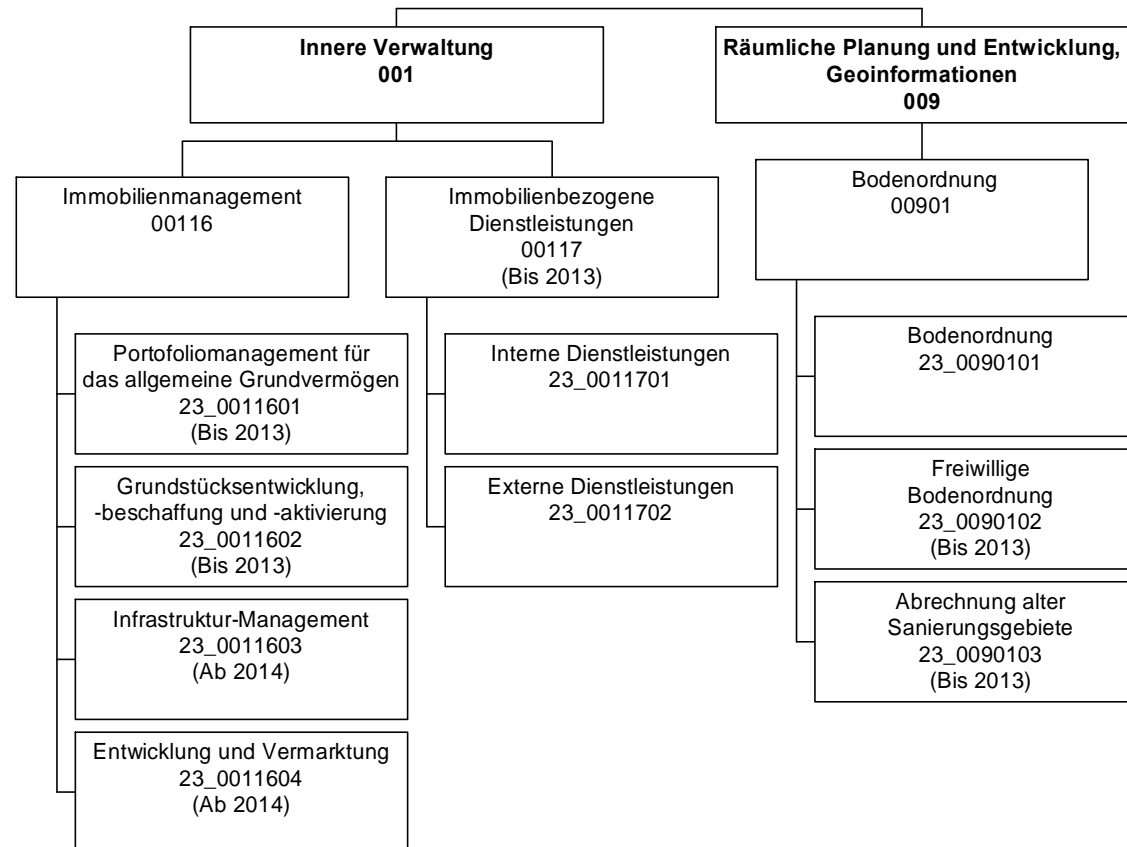 Innere Verwaltung
001
Räumliche Planung und Entwicklung,
Geoinformationen
009
Immobilienmanagement
00116
Immobilienbezogene
Dienstleistungen
00117
(Bis 2013)
Bodenordnung
00901
Portofoliomanagement für
das allgemeine Grundvermögen
23_0011601
(Bis 2013)
Grundstücksentwicklung,
-beschaffung und -aktivierung
23_0011602
(Bis 2013)
Infrastruktur-Management
23_0011603
(Ab 2014)
Entwicklung und Vermarktung
23_0011604
(Ab 2014)
Interne Dienstleistungen
23_0011701
Externe Dienstleistungen
23_0011702
Bodenordnung
23_0090101
Freiwillige
Bodenordnung
23_0090102
(Bis 2013)
Abrechnung alter
Sanierungsgebiete
23_0090103
(Bis 2013)